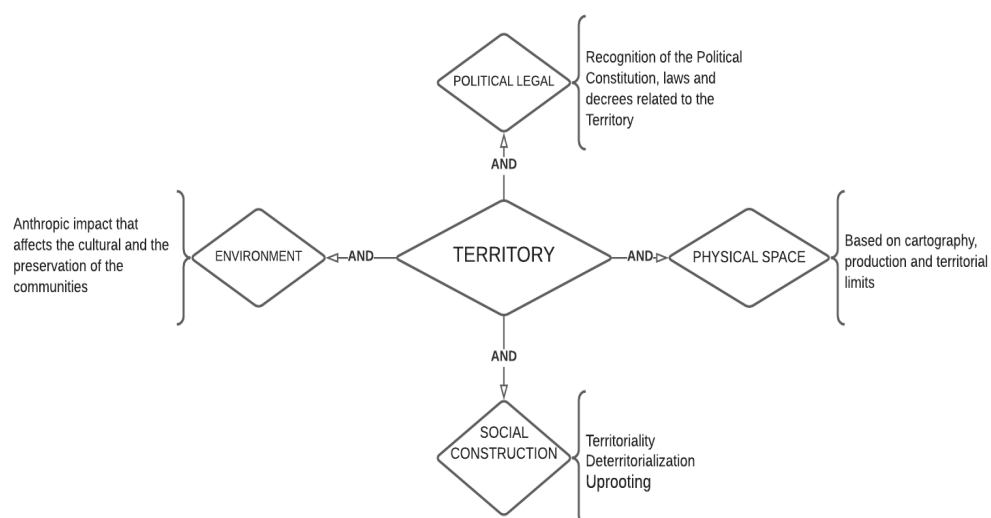 POLITICAL LEGAL
Recognition of the Political
Constitution, laws and
decrees related to the
Territory
AND
Anthropic impact that
affects the cultural and the
preservation of the
communities
ENVIRONMENT
AND
TERRITORY
AND
PHYSICAL SPACE
Based on cartography,
production and territorial
limits
AND
SOCIAL
CONSTRUCTION
Territoriality
Deterritorialization
Uprooting